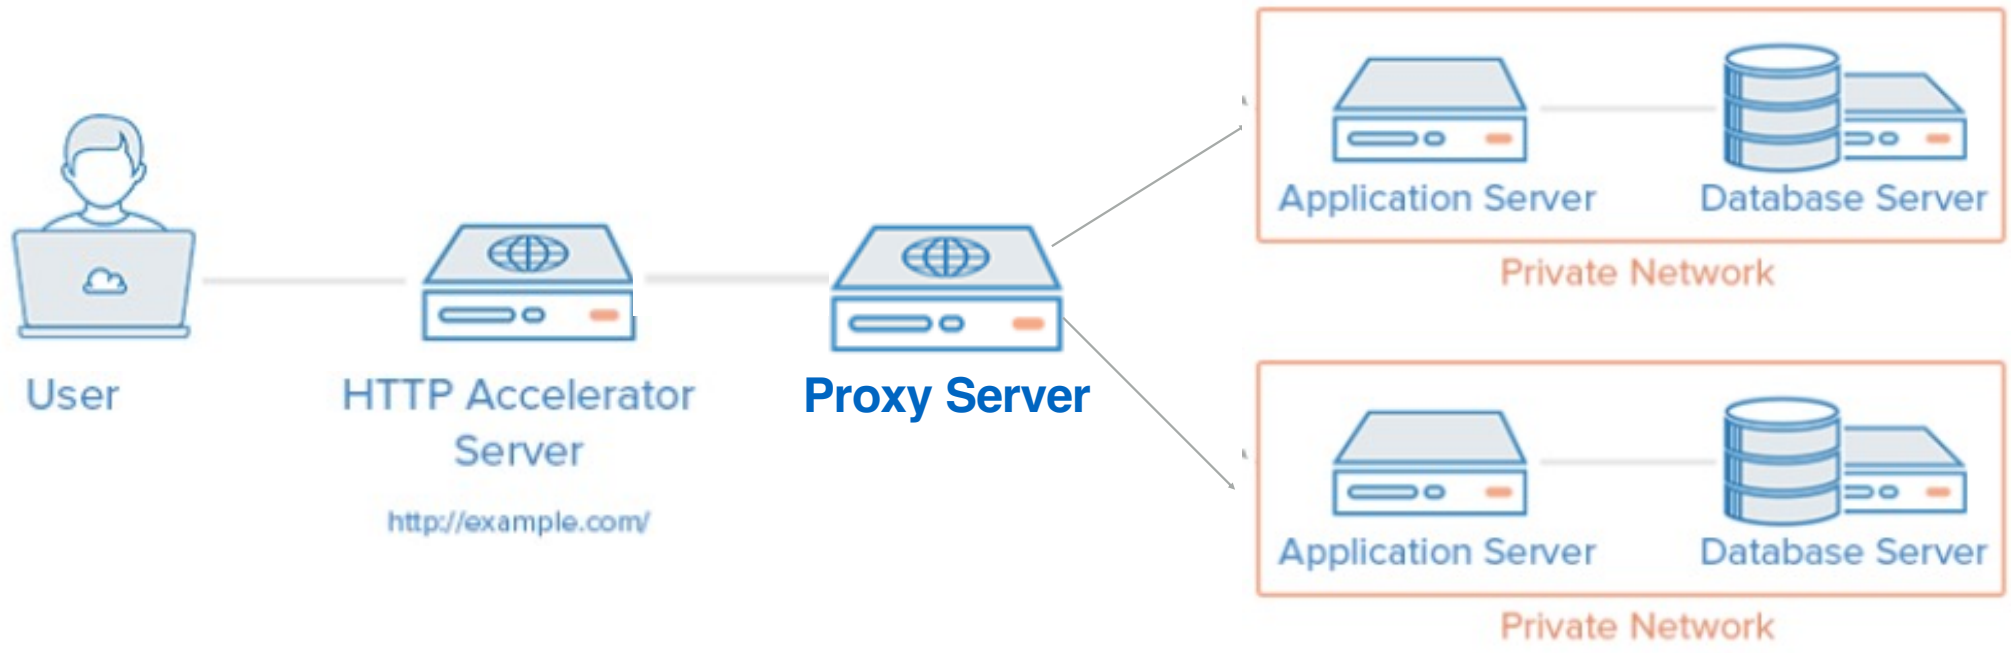 User
HTTP Accelerator
Server
http://example.com/
Proxy Server
Application Server
Database Server
Private Network
Application Server
Database Server
Private Network